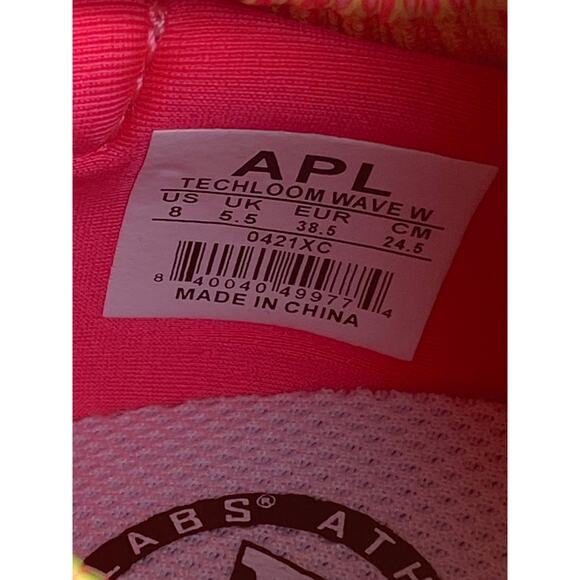 APL
TECHLOOM WAVE W
US UK EUR CM
8 5.5 38.5 24.5
0421XC
8 40040 49977 4
MADE IN CHINA
LABS® ATH